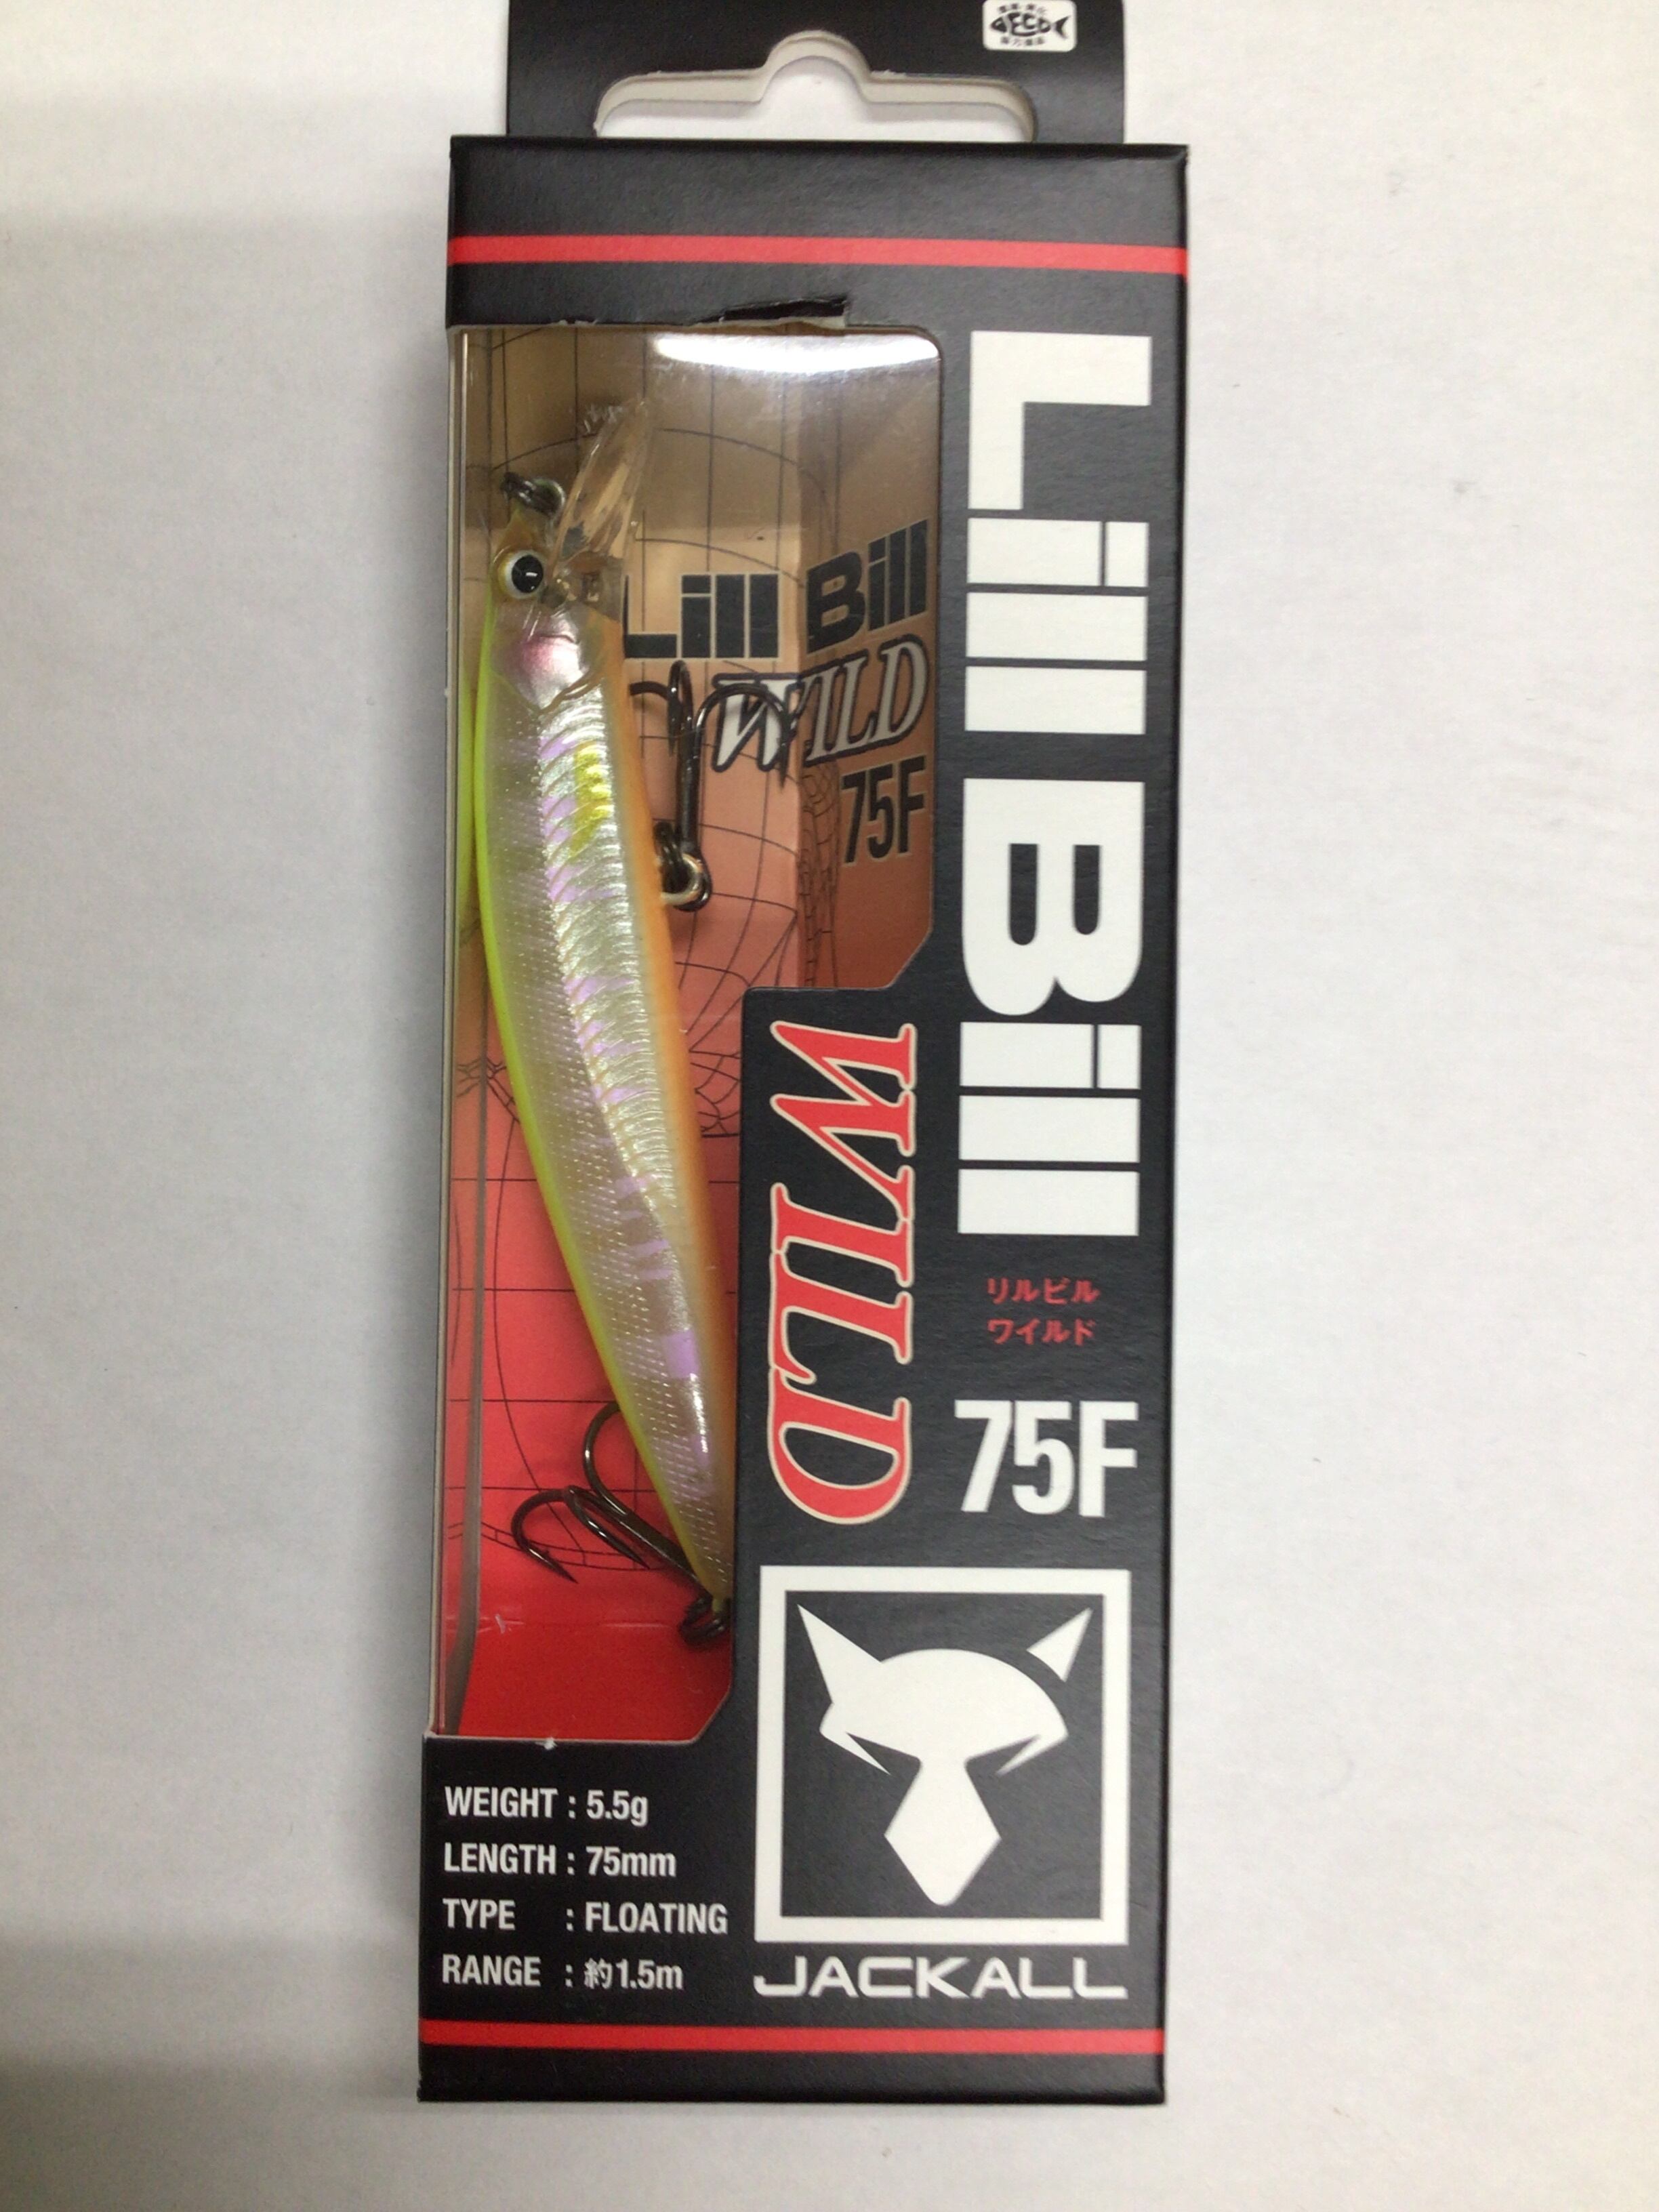 ECO
Lill Bill
WILD
75F
Lill Bill
リルビル
ワイルド
75F
WILD
WEIGHT : 5.5g
LENGTH : 75mm
TYPE : FLOATING
RANGE : 約1.5m
JACKALL